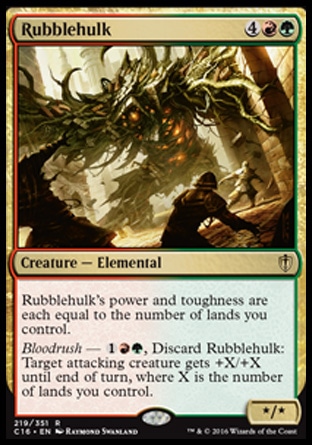 Rubblehulk 4
Creature — Elemental
Rubblehulk's power and toughness are
each equal to the number of lands you
control.
Bloodrush — 1, Discard Rubblehulk:
Target attacking creature gets +X/+X
until end of turn, where X is the
number of lands you control.
*/*
219/351 R
C16 • EN RAYMOND SWANLAND ™ & © 2016 Wizards of the Coast